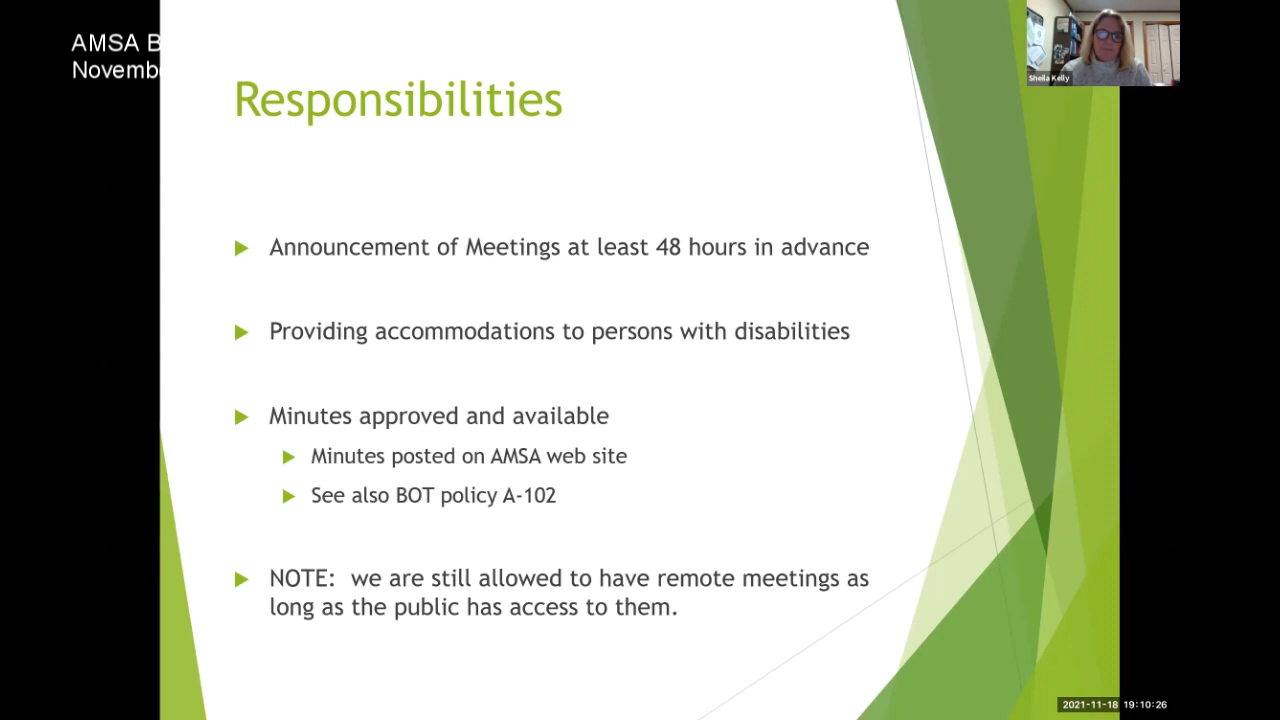 AMSA B
Novembe
Sheila Kelly
Responsibilities
Announcement of Meetings at least 48 hours in advance
Providing accommodations to persons with disabilities
Minutes approved and available
Minutes posted on AMSA web site
See also BOT policy A-102
NOTE: we are still allowed to have remote meetings as
long as the public has access to them.
2021-11-18 19:10:26